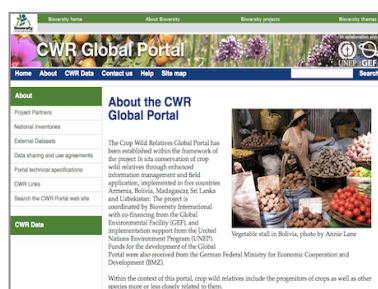 Bioversity
Bioversity home
About Bioversity
Bioversity projects
Bioversity themes
CWR Global Portal
UNEP GEF
Home About CWR Data Contact us Help Site map
Search
About
Project Partners
National Inventories
External Datasets
Data sharing and use agreements
Portal technical specifications
CWR Links
Search the CWR Portal web site
CWR Data
About the CWR
Global Portal
The Crop Wild Relatives Global Portal has
been established within the framework of
the project In situ conservation of crop
wild relatives through enhanced
information management and field
application, implemented in five countries
Armenia, Bolivia, Madagascar, Sri Lanka
and Uzbekistan. The project is
coordinated by Bioversity International
with co-financing from the Global
Environmental Facility (GEF), and
implementation support from the United
Nations Environment Program (UNEP).
Funds for the development of the Global
Portal were also received from the German Federal Ministry for Economic Cooperation and
Development (BMZ).
Vegetable stall in Bolivia, photo by Annie Lane
Within the context of this portal, crop wild relatives include the progenitors of crops as well as other
species more or less closely related to them.